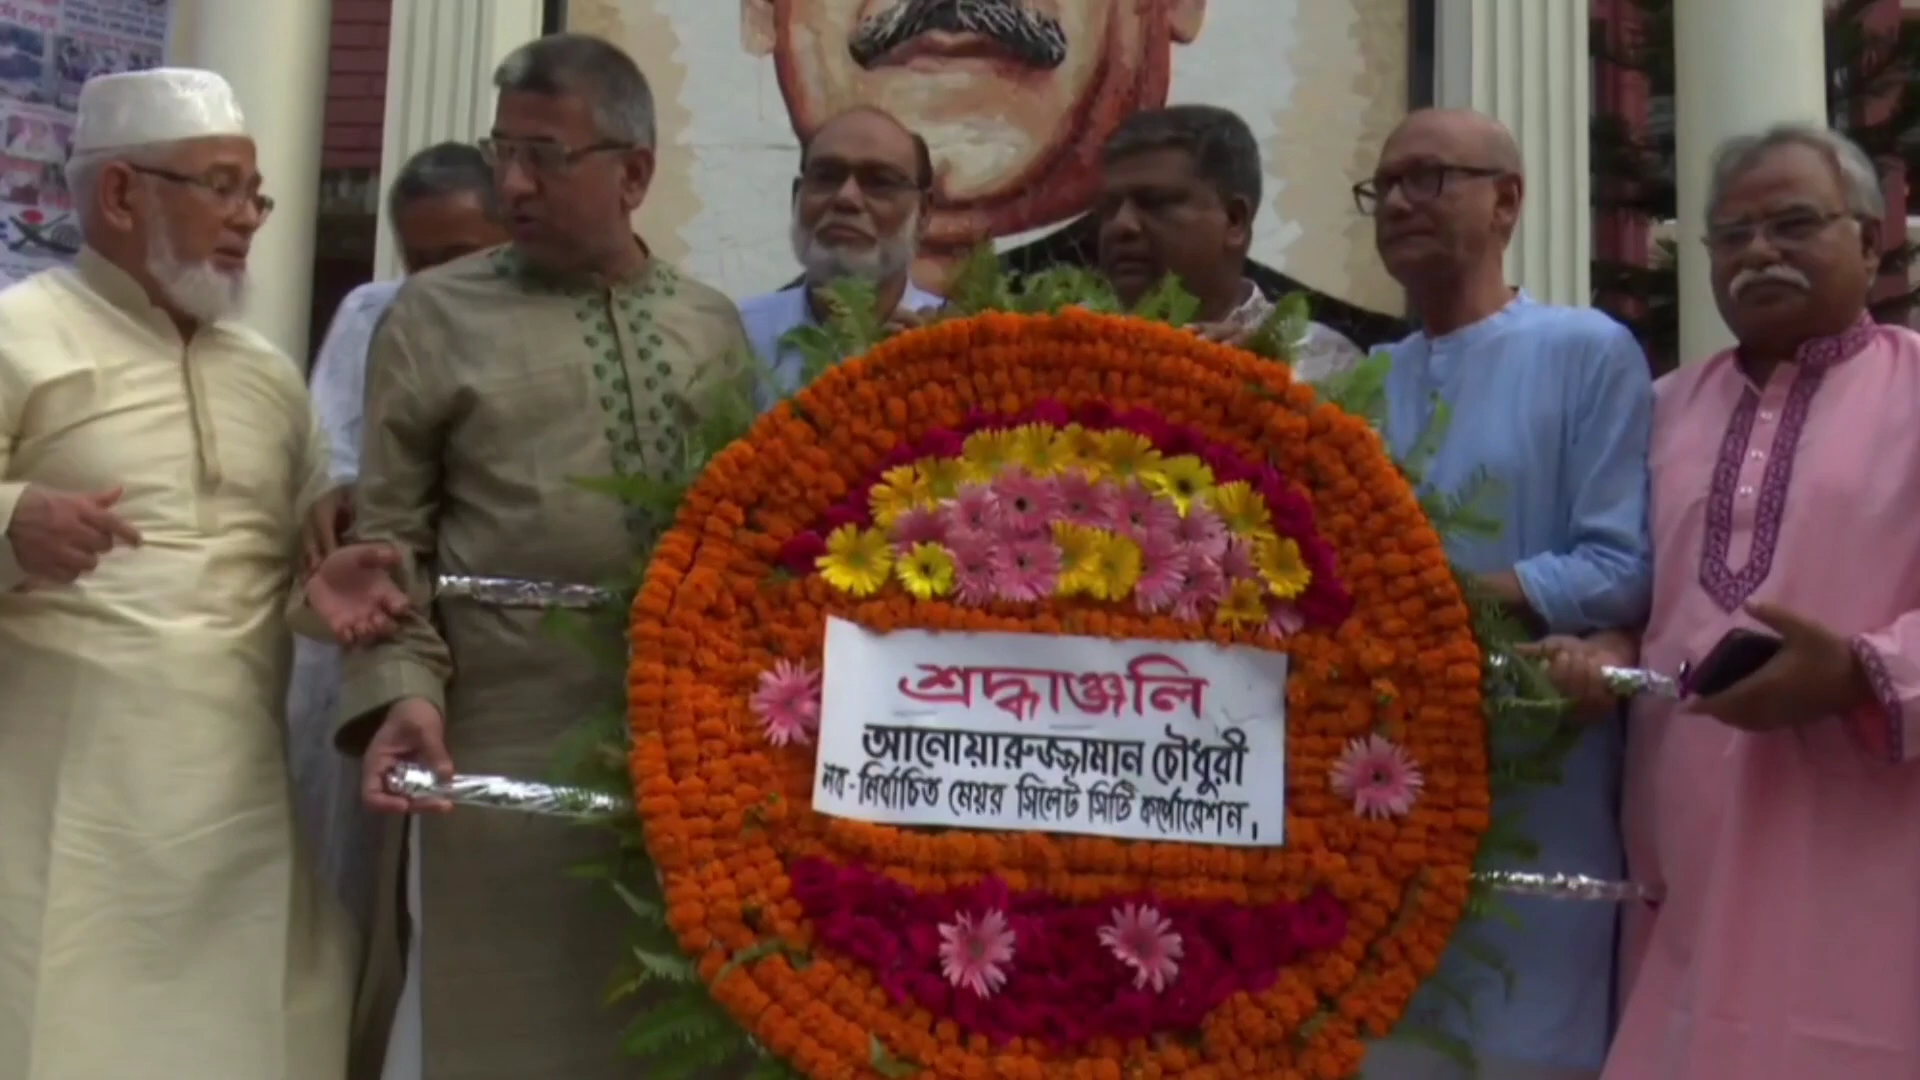 শ্রদ্ধাঞ্জলি
আনোয়ারুজ্জামান চৌধুরী
নব-নির্বাচিত মেয়র সিলেট সিটি কর্পোরেশন।